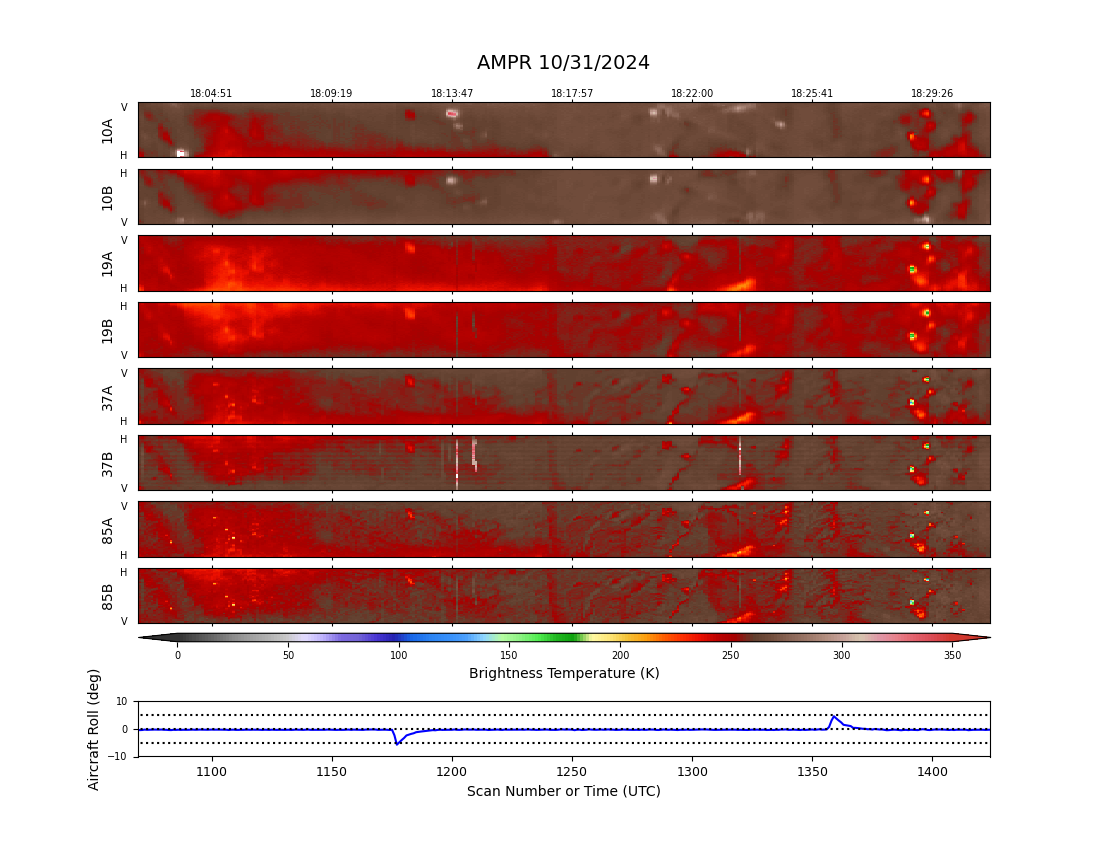 AMPR 10/31/2024
18:04:51 18:09:19 18:13:47 18:17:57 18:22:00 18:25:41 18:29:26
V
10A
H
H
10B
V
V
19A
H
H
19B
V
V
37A
H
H
37B
V
V
85A
H
H
85B
V
0 50 100 150 200 250 300 350
Brightness Temperature (K)
Aircraft Roll (deg)
10
0
−10
1100 1150 1200 1250 1300 1350 1400
Scan Number or Time (UTC)